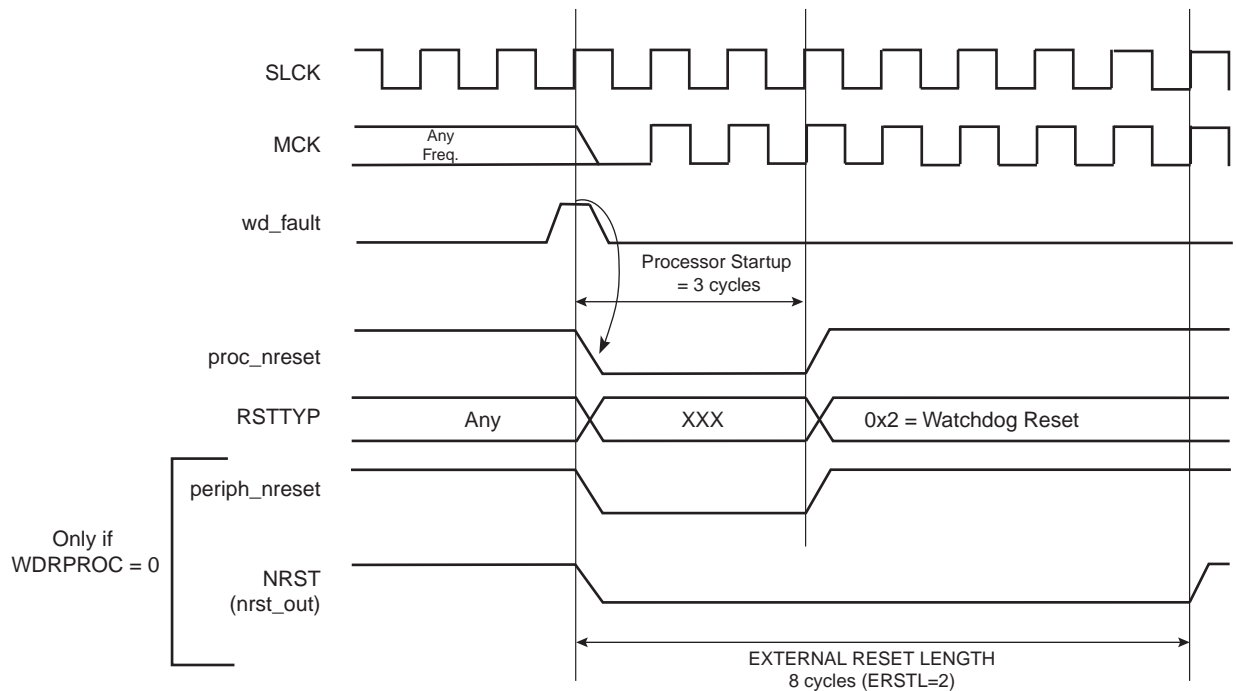 SLCK
MCK
Any
Freq.
wd_fault
Processor Startup
= 3 cycles
proc_nreset
RSTTYP
Any
XXX
0x2 = Watchdog Reset
periph_nreset
Only if
WDRPROC = 0
NRST
(nrst_out)
EXTERNAL RESET LENGTH
8 cycles (ERSTL=2)